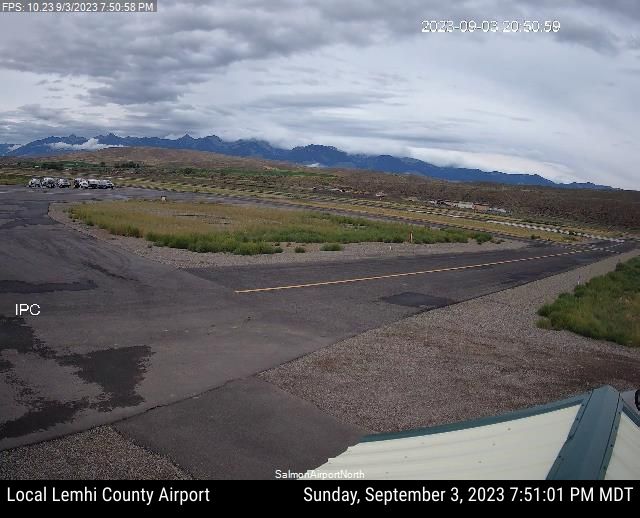 FPS: 10.23 9/3/2023 7:50:58 PM
2023-09-03 20:50:59
IPC
SalmonAirportNorth
Local Lemhi County Airport Sunday, September 3, 2023 7:51:01 PM MDT